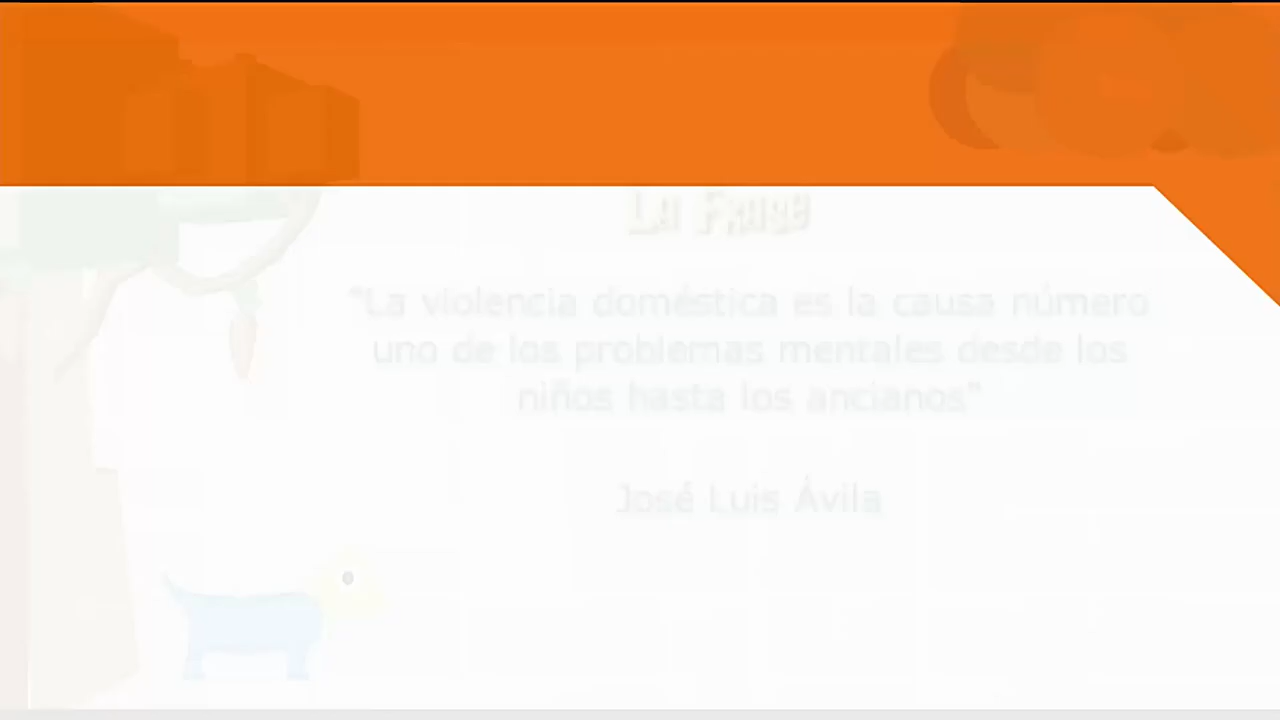 La Frase
"La violencia doméstica es la causa número
uno de los problemas mentales desde los
niños hasta los ancianos"
José Luis Ávila